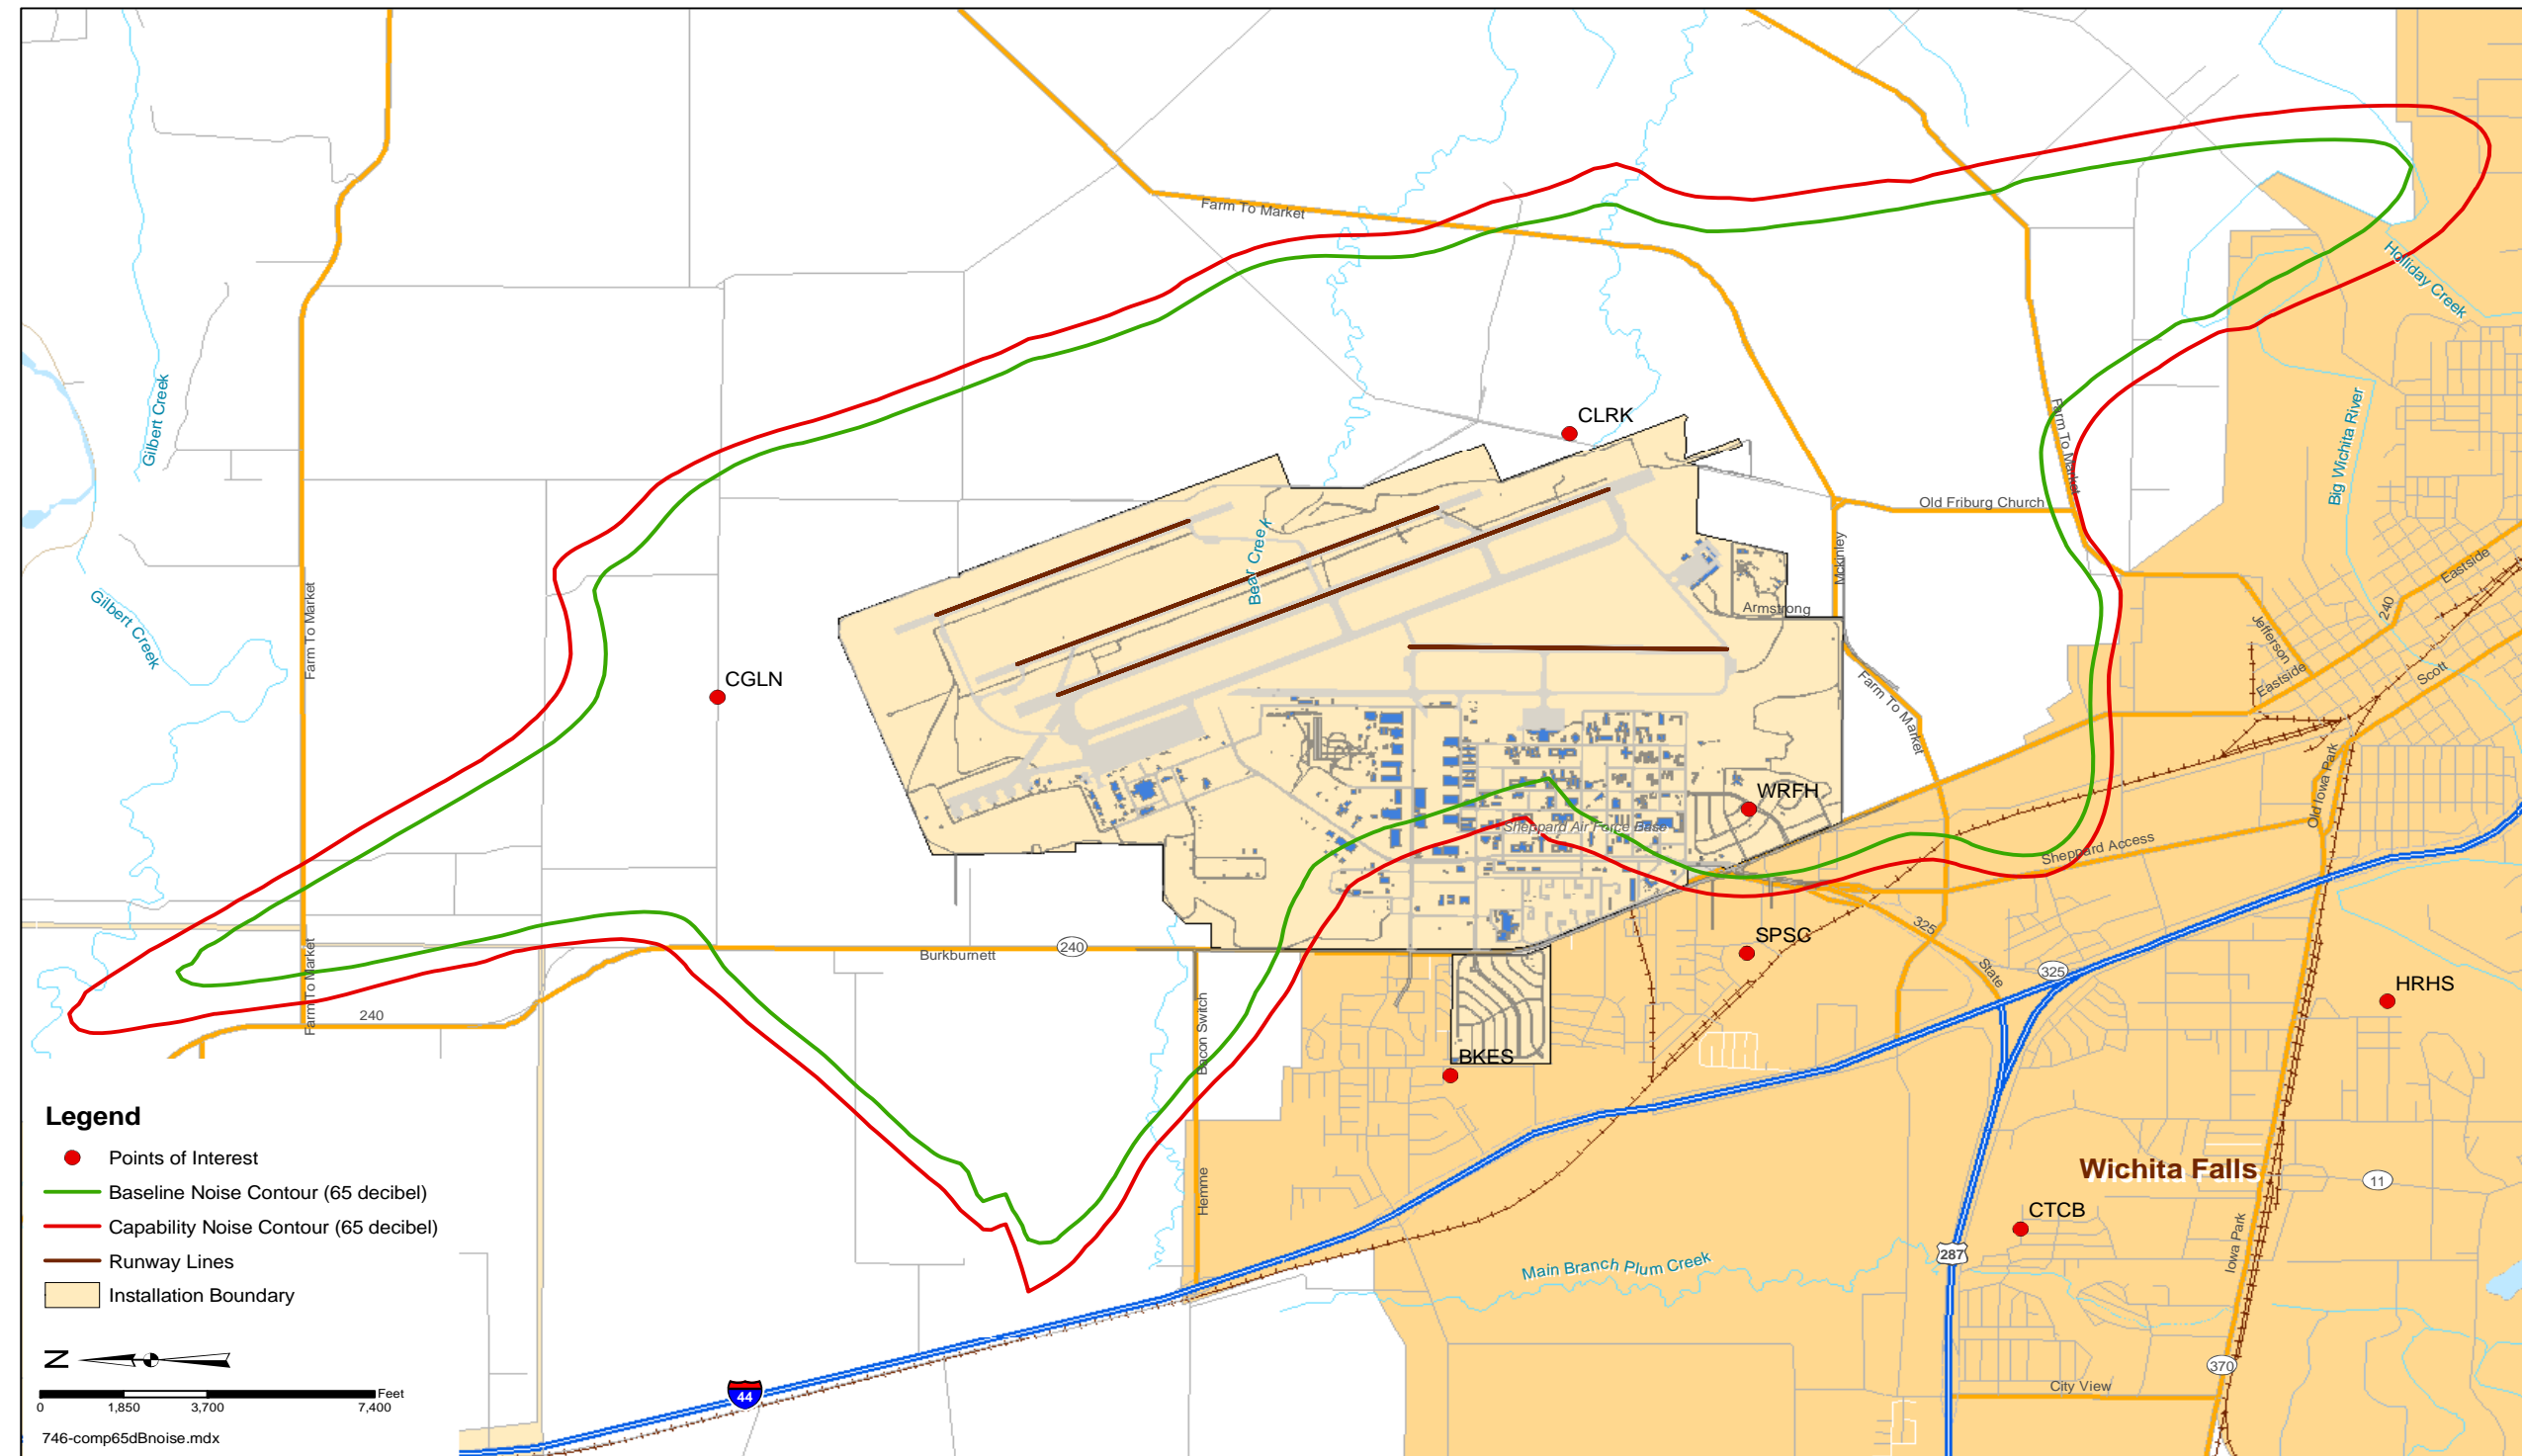 Farm To Market
CLRK
Gilbert Creek
Holliday Creek
Big Wichita River
Farm To Market
Old Friburg Church
Bear Creek
Mckinley
Eastside
Armstrong
240
Jefferson
Gilbert Creek
Farm To Market
CGLN
Eastside
Scott
Farm To Market
WRFH
Sheppard Air Force Base
Old Iowa Park
Sheppard Access
325
SPSC
Farm To Market
Burkburnett
240
State
325
HRHS
240
Bacon Switch
BKES
Legend
Points of Interest
Baseline Noise Contour (65 decibel)
Capability Noise Contour (65 decibel)
Runway Lines
Installation Boundary
Hemme
Wichita Falls
11
CTCB
Iowa Park
287
Main Branch Plum Creek
370
City View
44
N
Feet
0 1,850 3,700 7,400
746-comp65dBnoise.mdx